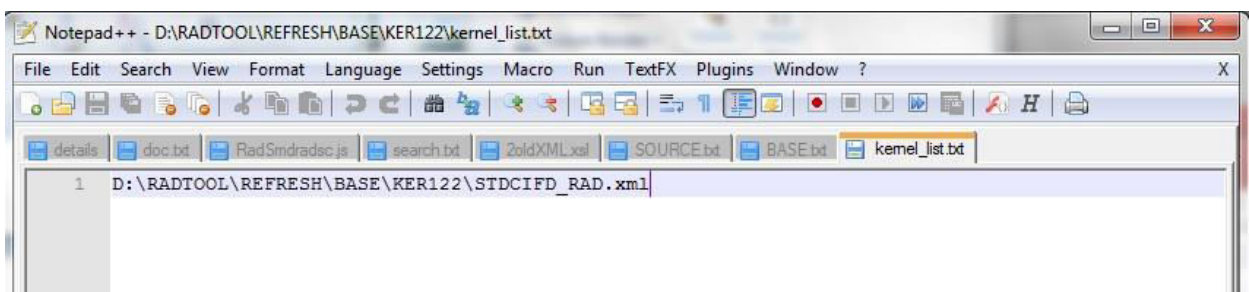 Notepad++ - D:\RADTOOL\REFRESH\BASE\KER122\kernel_list.txt
File Edit Search View Format Language Settings Macro Run TextFX Plugins Window ? X
details doc.txt RadSmdradsc.js search.txt 2oldXML.xsl SOURCE.txt BASE.txt kernel_list.txt
1 D:\RADTOOL\REFRESH\BASE\KER122\STDCIFD_RAD.xml